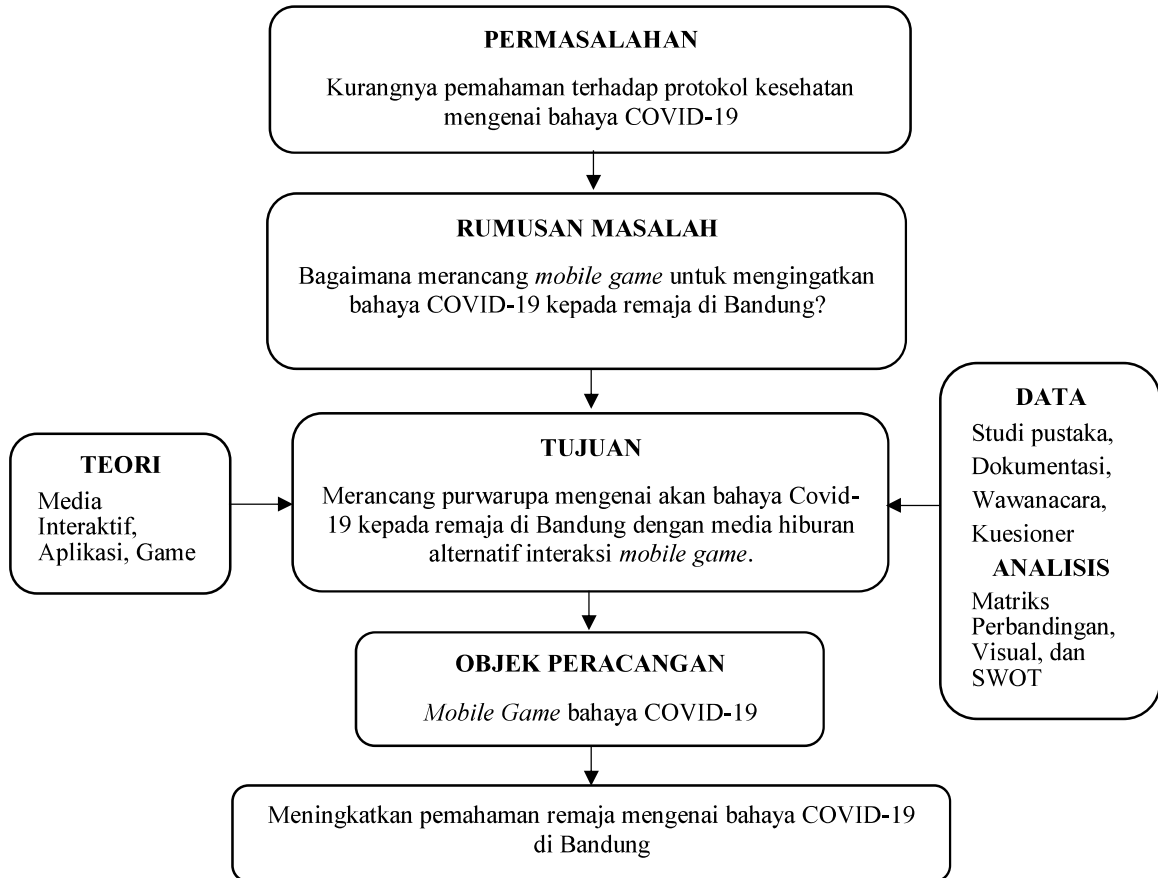 PERMASALAHAN
Kurangnya pemahaman terhadap protokol kesehatan
mengenai bahaya COVID-19
RUMUSAN MASALAH
Bagaimana merancang mobile game untuk mengingatkan
bahaya COVID-19 kepada remaja di Bandung?
TEORI
Media
Interaktif,
Aplikasi, Game
TUJUAN
Merancang purwarupa mengenai akan bahaya Covid-
19 kepada remaja di Bandung dengan media hiburan
alternatif interaksi mobile game.
DATA
Studi pustaka,
Dokumentasi,
Wawanacara,
Kuesioner
ANALISIS
Matriks
Perbandingan,
Visual, dan
SWOT
OBJEK PERACANGAN
Mobile Game bahaya COVID-19
Meningkatkan pemahaman remaja mengenai bahaya COVID-19
di Bandung